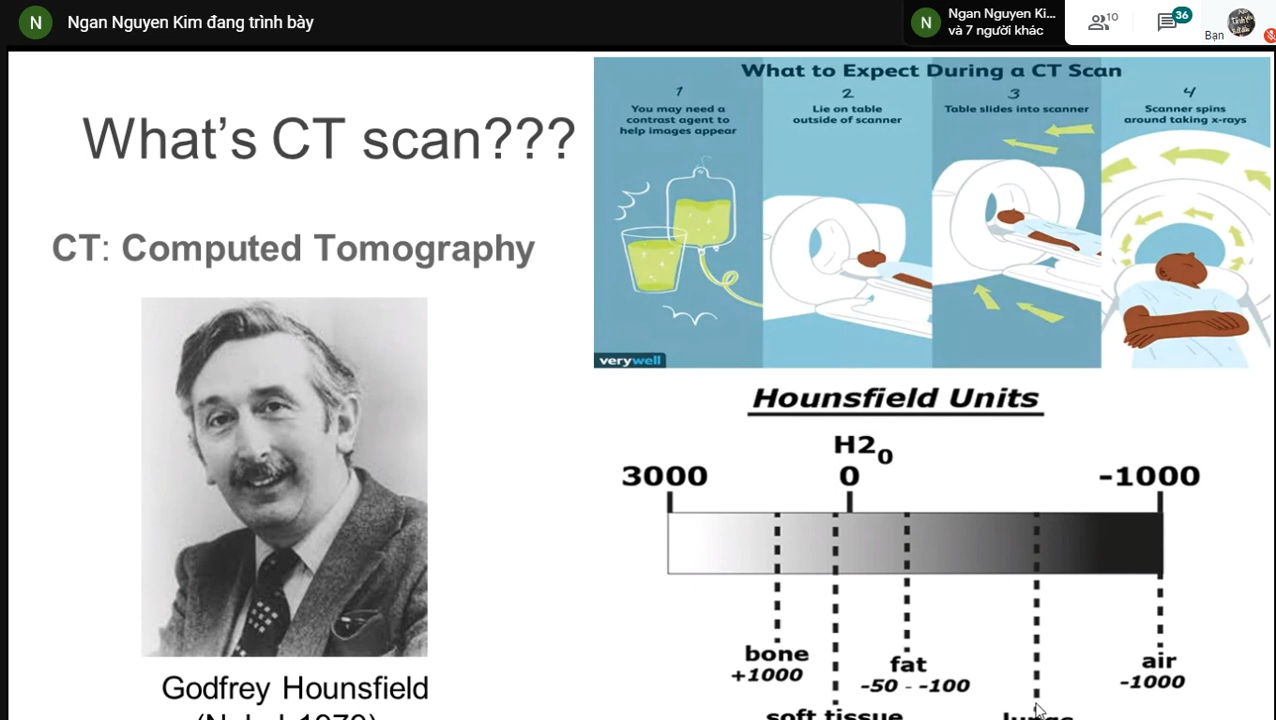 N Ngan Nguyen Kim đang trình bày
N Ngan Nguyen Ki...
và 7 người khác
10
36
Bạn
What's CT scan???
CT: Computed Tomography
Godfrey Hounsfield
(Nobel 1979)
What to Expect During a CT Scan
1
You may need a
contrast agent to
help images appear
2
Lie on table
outside of scanner
3
Table slides into scanner
4
Scanner spins
around taking x-rays
verywell
Hounsfield Units
H2₀
3000 0 -1000
bone
+1000
fat
-50 - -100
air
-1000
soft tissue
lungs